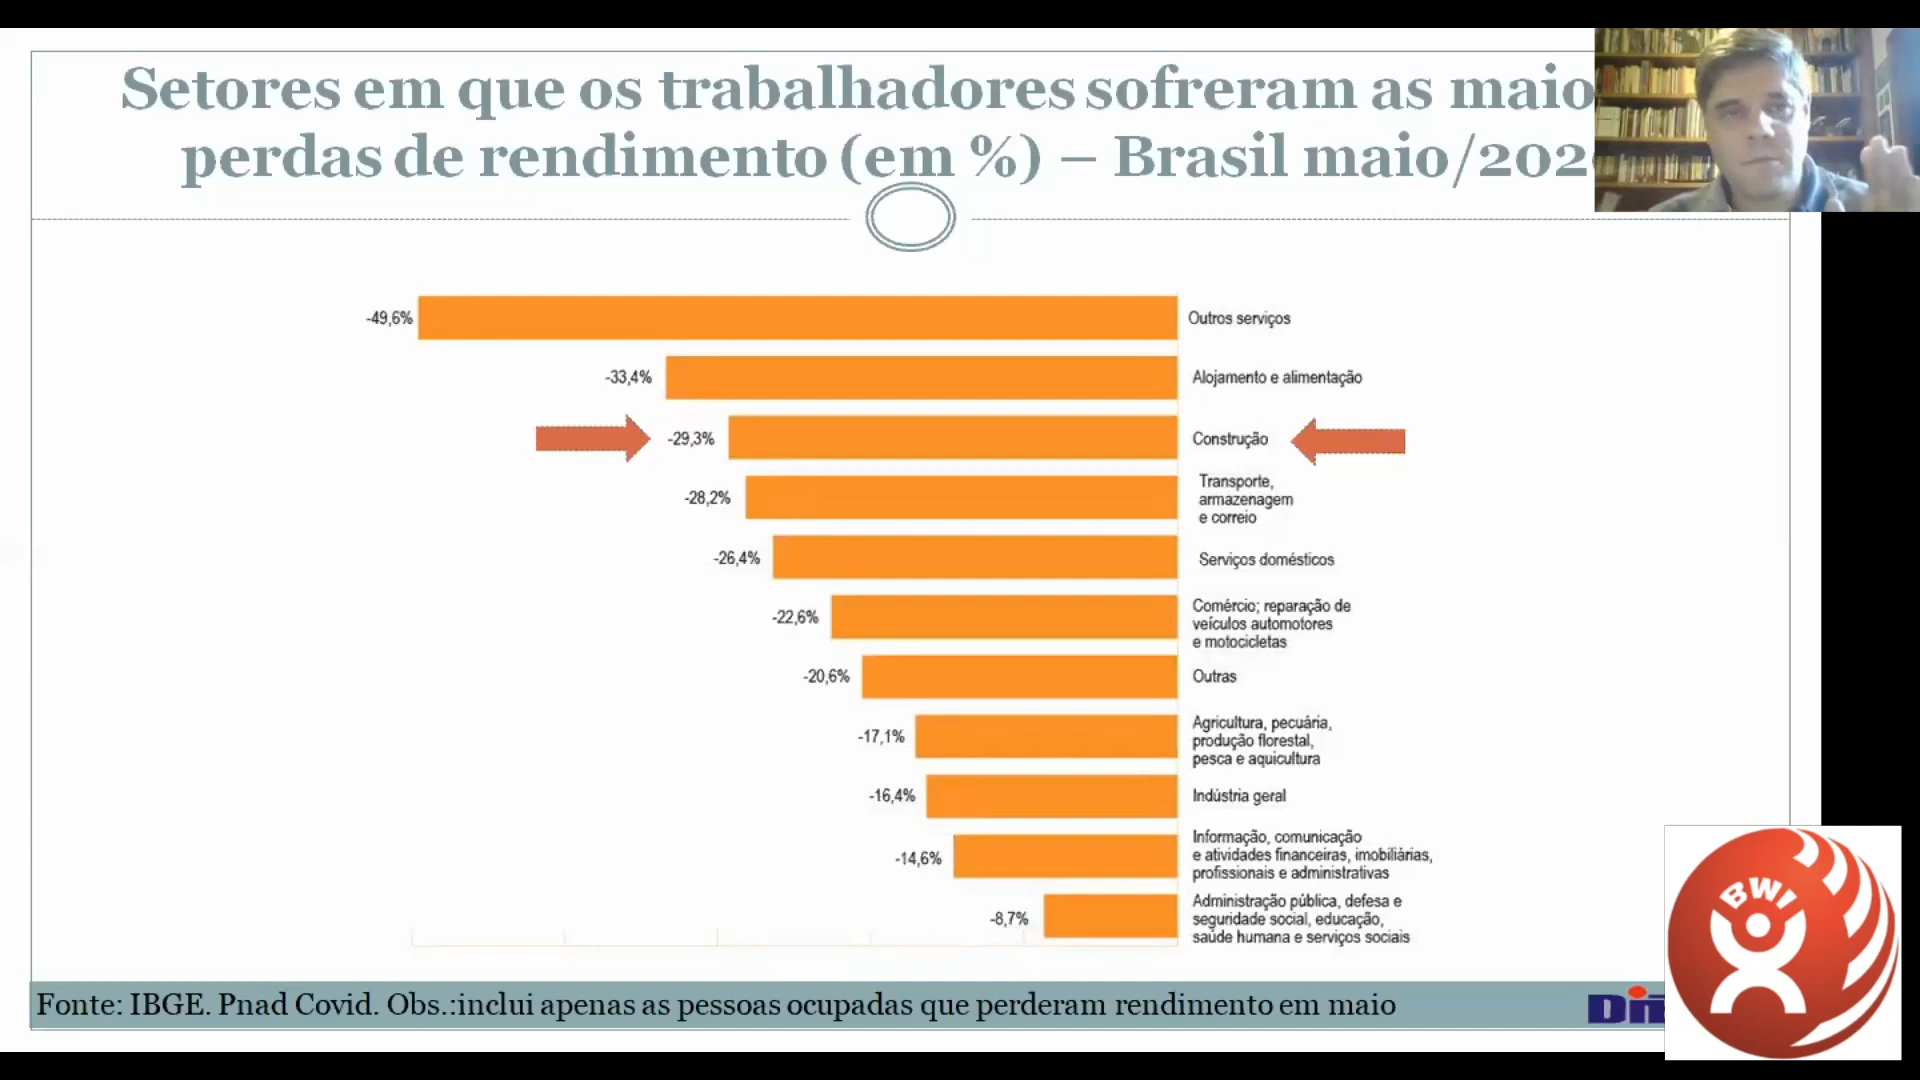 Setores em que os trabalhadores sofreram as maio
perdas de rendimento (em %) – Brasil maio/202
-49,6% Outros serviços
-33,4% Alojamento e alimentação
-29,3% Construção
-28,2% Transporte,
armazenagem
e correio
-26,4% Serviços domésticos
-22,6% Comércio; reparação de
veículos automotores
e motocicletas
-20,6% Outras
-17,1% Agricultura, pecuária,
produção florestal,
pesca e aquicultura
-16,4% Indústria geral
-14,6% Informação, comunicação
e atividades financeiras, imobiliárias,
profissionais e administrativas
-8,7% Administração pública, defesa e
seguridade social, educação,
saúde humana e serviços sociais
Fonte: IBGE. Pnad Covid. Obs.:inclui apenas as pessoas ocupadas que perderam rendimento em maio
BWI